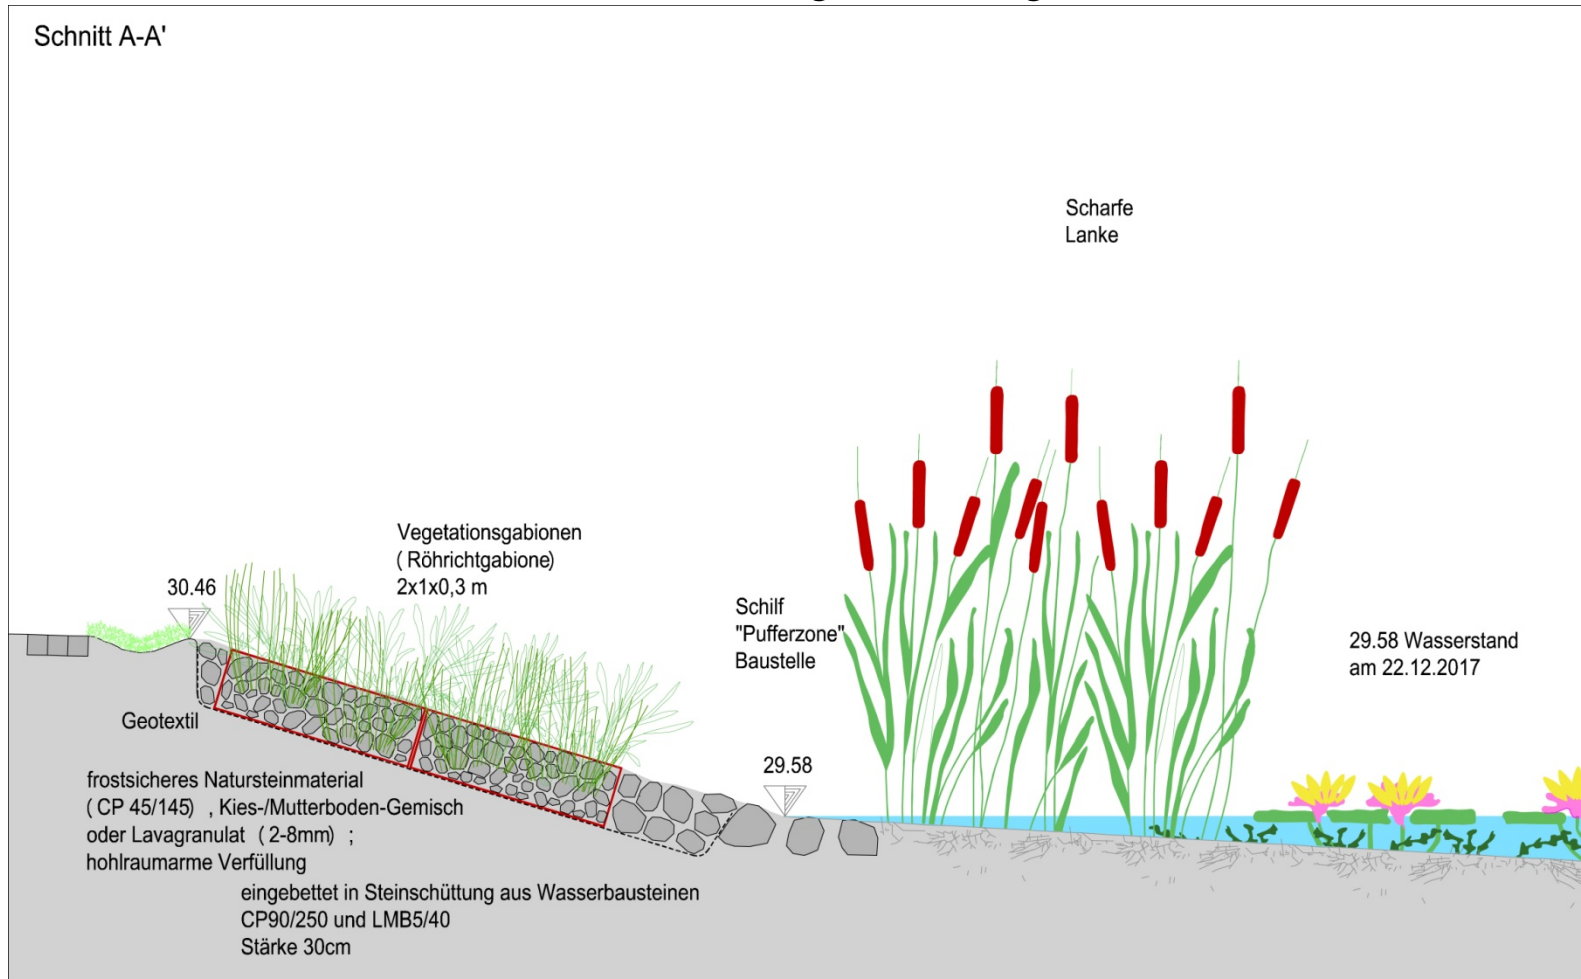 Schnitt A-A'
Scharfe
Lanke
Vegetationsgabionen
( Röhrichtgabione)
2x1x0,3 m
30.46
Schilf
"Pufferzone"
Baustelle
29.58 Wasserstand
am 22.12.2017
Geotextil
29.58
frostsicheres Natursteinmaterial
( CP 45/145) , Kies-/Mutterboden-Gemisch
oder Lavagranulat ( 2-8mm) ;
hohlraumarme Verfüllung
eingebettet in Steinschüttung aus Wasserbausteinen
CP90/250 und LMB5/40
Stärke 30cm